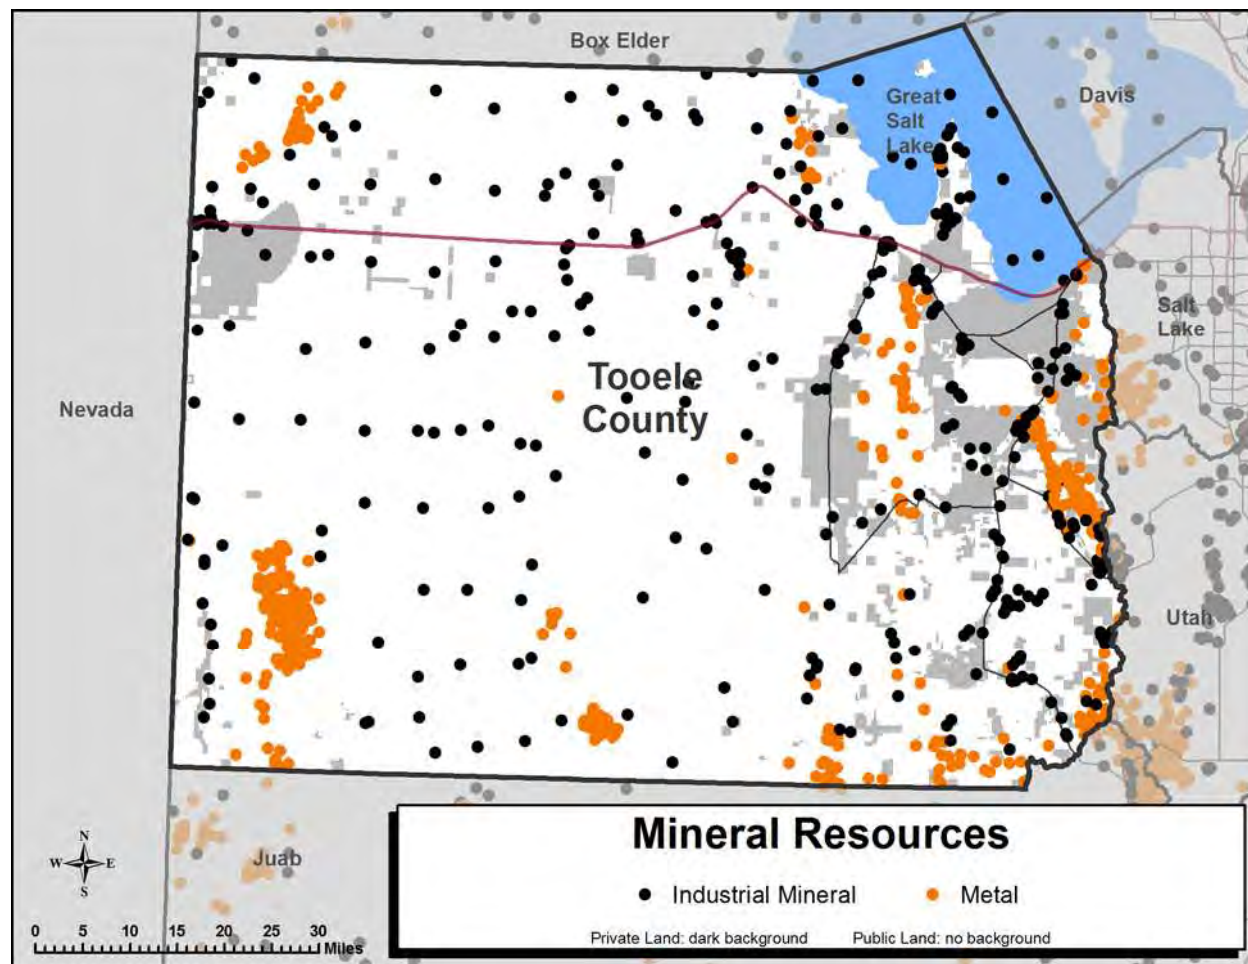 Box Elder
Great
Salt
Lake
Davis
Salt
Lake
Nevada
Tooele
County
Utah
Juab
N
W E
S
0 5 10 15 20 25 30
Miles
Mineral Resources
Industrial Mineral Metal
Private Land: dark background Public Land: no background